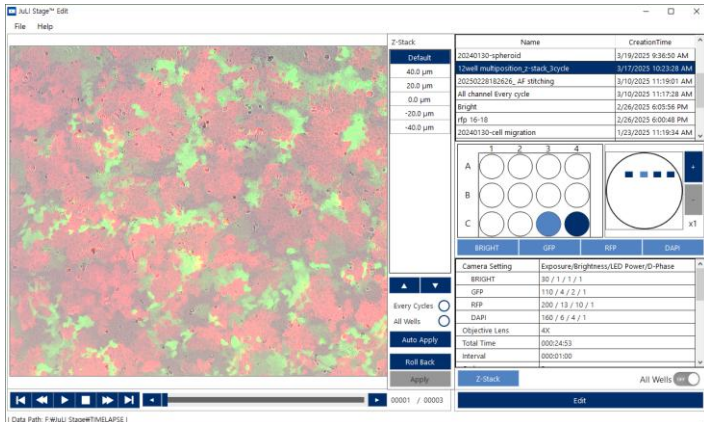 JuLI Stage™ Edit
File Help
Z-Stack
Default
40.0 μm
20.0 μm
0.0 μm
-20.0 μm
-40.0 μm
Every Cycles
All Wells
Auto Apply
Roll Back
Apply
00001 / 00003
Name CreationTime
20240130-spheroid 3/19/2025 9:36:50 AM
12well multiposition_z-stack_3cycle 3/17/2025 10:23:28 AM
20250228182626_ AF stitching 3/10/2025 11:19:01 AM
All channel Every cycle 3/10/2025 11:17:28 AM
Bright 2/26/2025 6:05:56 PM
rfp 16-18 2/26/2025 6:00:48 PM
20240130-cell migration 1/23/2025 11:19:34 AM
1 2 3 4
A
B
C
+
-
x1
BRIGHT GFP RFP DAPI
Camera Setting Exposure/Brightness/LED Power/D-Phase
BRIGHT 30 / 1 / 1 / 1
GFP 110 / 4 / 2 / 1
RFP 200 / 13 / 10 / 1
DAPI 160 / 6 / 4 / 1
Objective Lens 4X
Total Time 000:24:53
Interval 000:01:00
Z-Stack All Wells OFF
Edit
| Data Path: F:₩JuLI Stage₩TIMELAPSE |